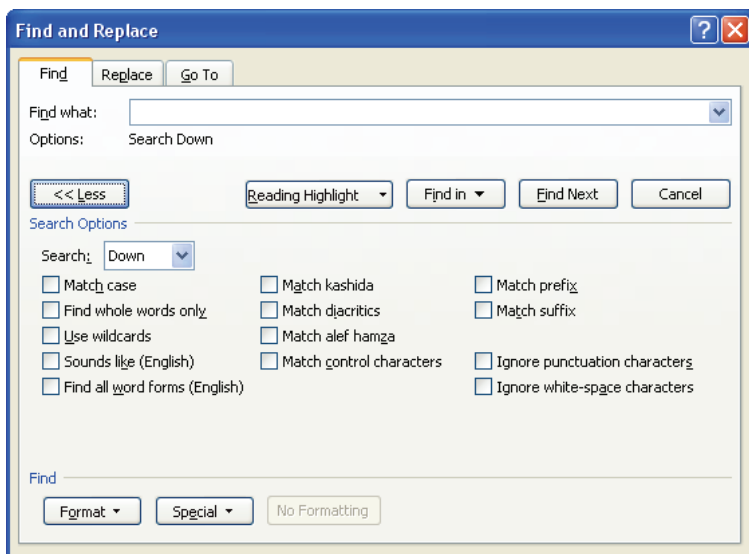 Find and Replace
Find Replace Go To
Find what:
Options: Search Down
<< Less Reading Highlight Find in Find Next Cancel
Search Options
Search: Down
Match case Match kashida Match prefix
Find whole words only Match diacritics Match suffix
Use wildcards Match alef hamza
Sounds like (English) Match control characters Ignore punctuation characters
Find all word forms (English) Ignore white-space characters
Find
Format Special No Formatting